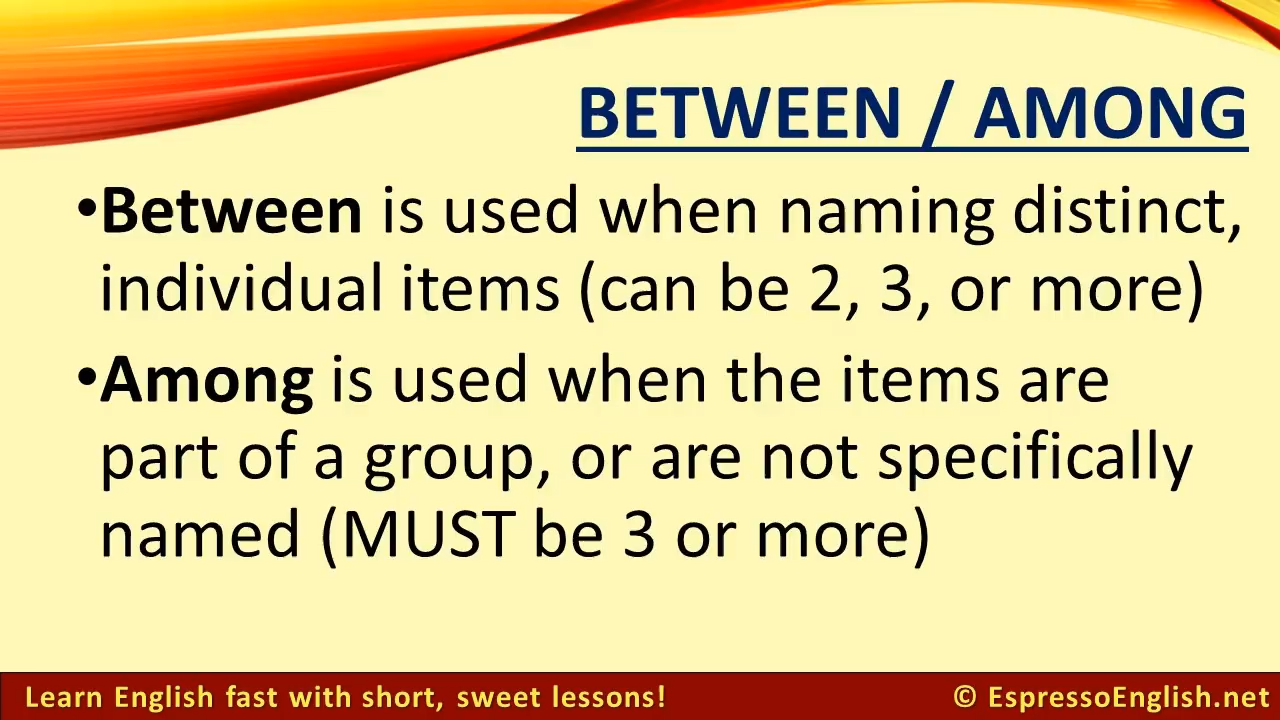 BETWEEN / AMONG
•Between is used when naming distinct,
individual items (can be 2, 3, or more)
•Among is used when the items are
part of a group, or are not specifically
named (MUST be 3 or more)
Learn English fast with short, sweet lessons!
© EspressoEnglish.net